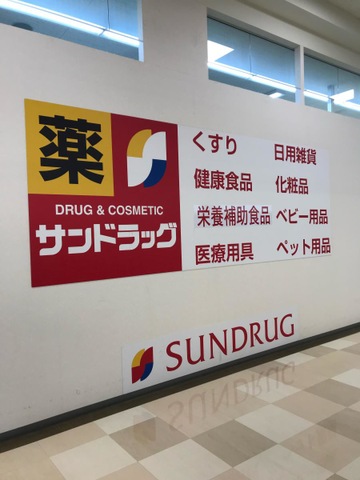 薬
DRUG & COSMETIC
サンドラッグ
くすり
健康食品
栄養補助食品
医療用具
日用雑貨
化粧品
ベビー用品
ペット用品
SUNDRUG